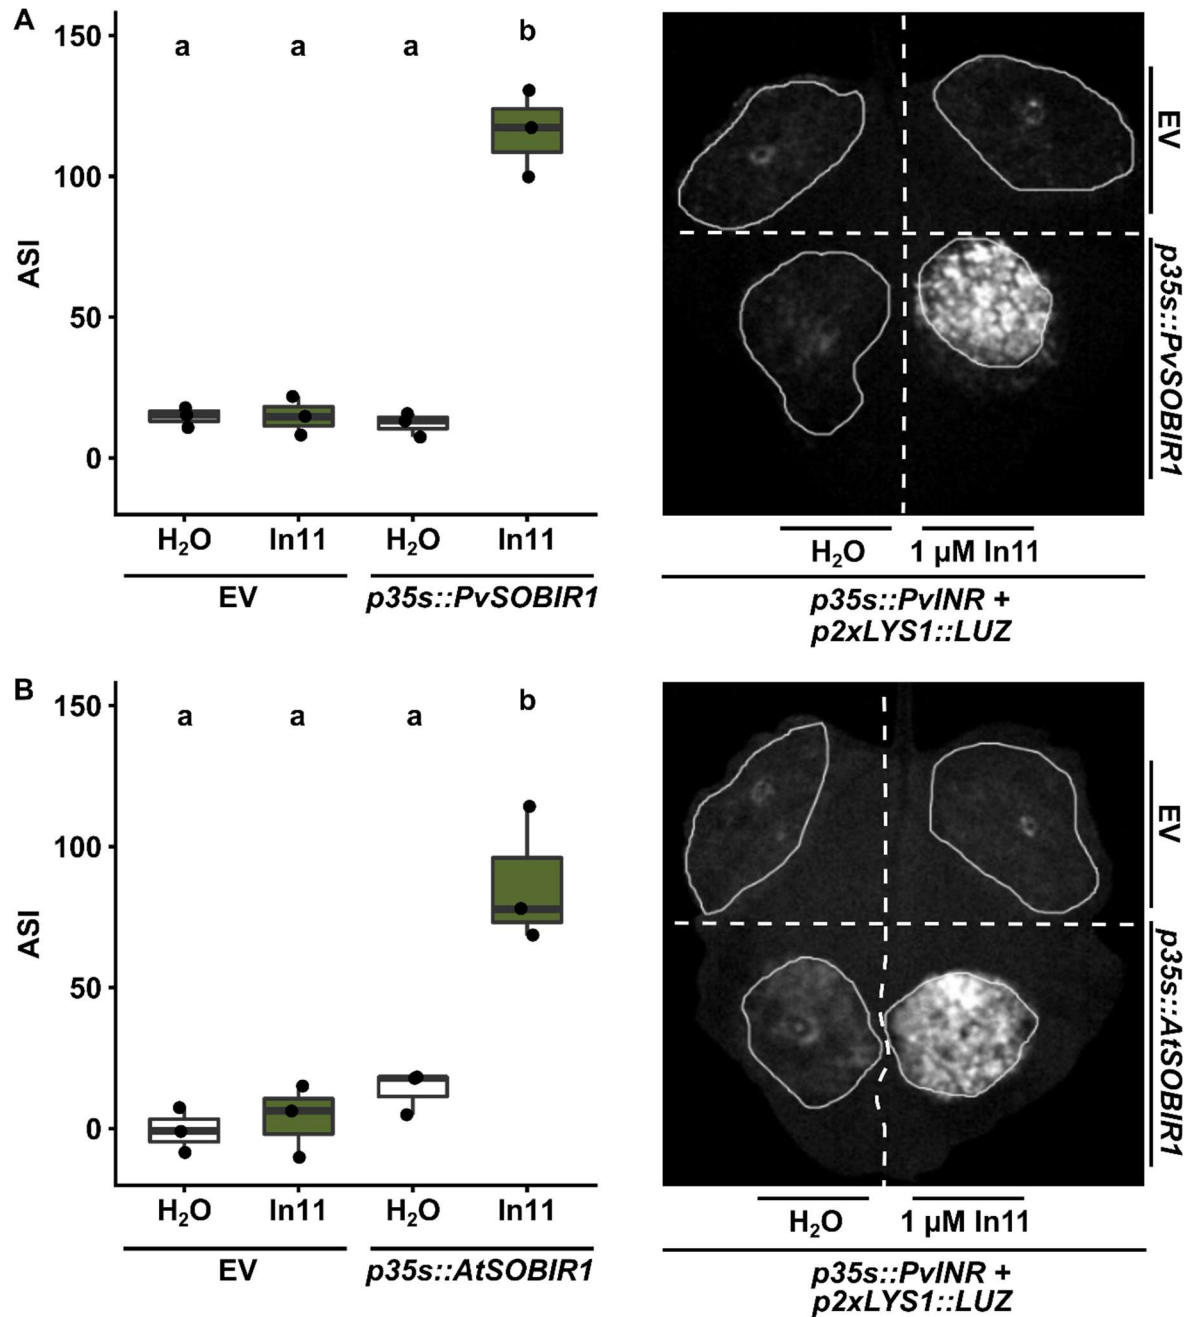 A
150
100
50
0
ASI
a a a b
H₂O In11 H₂O In11
EV p35s::PvSOBIR1
EV
p35s::PvSOBIR1
H₂O 1 µM In11
p35s::PvINR +
p2xLYS1::LUZ
B
150
100
50
0
ASI
a a a b
H₂O In11 H₂O In11
EV p35s::AtSOBIR1
EV
p35s::AtSOBIR1
H₂O 1 µM In11
p35s::PvINR +
p2xLYS1::LUZ